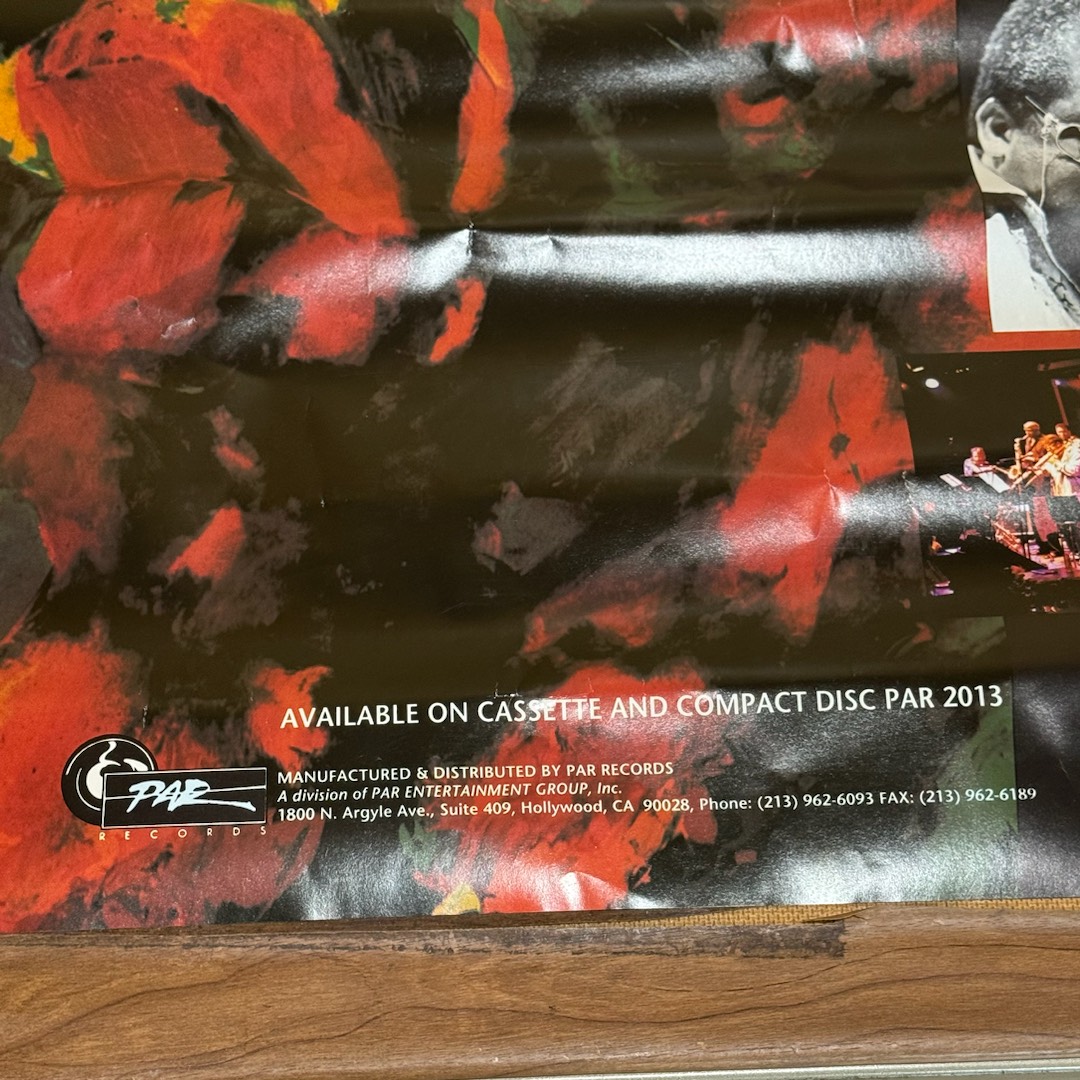 AVAILABLE ON CASSETTE AND COMPACT DISC PAR 2013
PAR
RECORDS
MANUFACTURED & DISTRIBUTED BY PAR RECORDS
A division of PAR ENTERTAINMENT GROUP, Inc.
1800 N. Argyle Ave., Suite 409, Hollywood, CA 90028, Phone: (213) 962-6093 FAX: (213) 962-6189